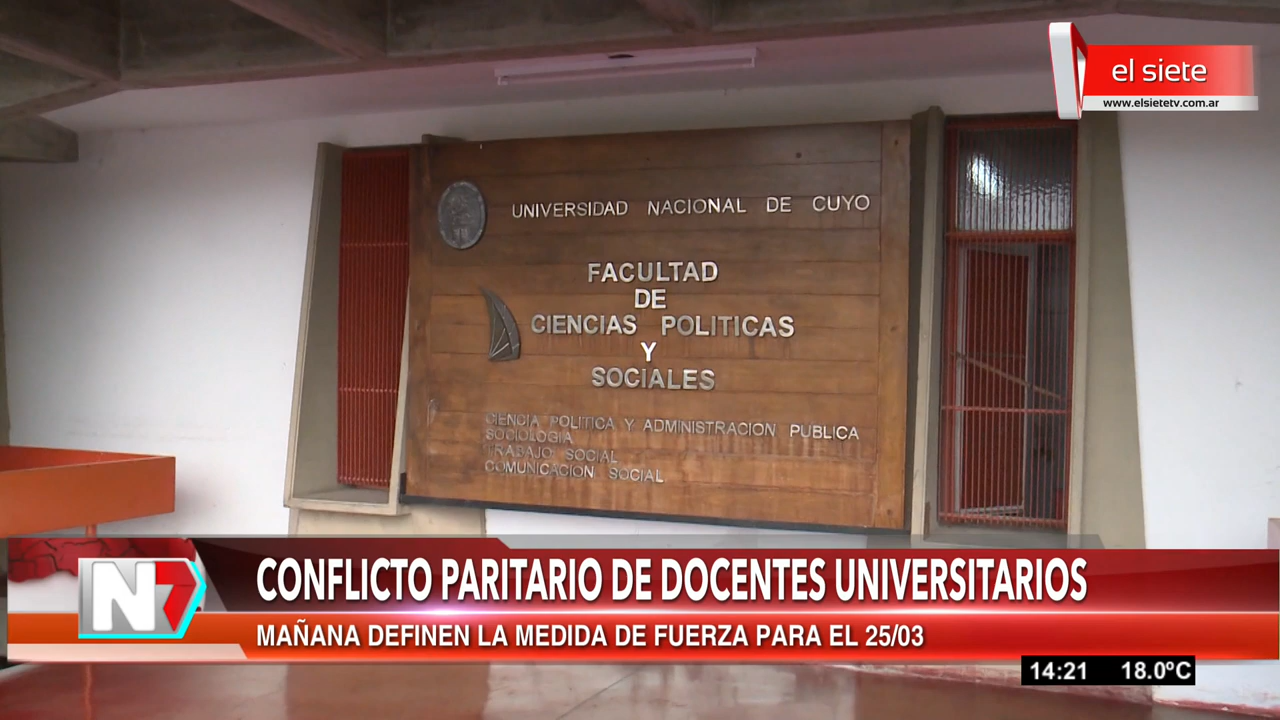 el siete
www.elsietetv.com.ar
UNIVERSIDAD NACIONAL DE CUYO
FACULTAD
DE
CIENCIAS POLITICAS
Y
SOCIALES
CIENCIA POLITICA Y ADMINISTRACION PUBLICA
SOCIOLOGIA
TRABAJO SOCIAL
COMUNICACION SOCIAL
N7
CONFLICTO PARITARIO DE DOCENTES UNIVERSITARIOS
MAÑANA DEFINEN LA MEDIDA DE FUERZA PARA EL 25/03
14:21 18.0ºC